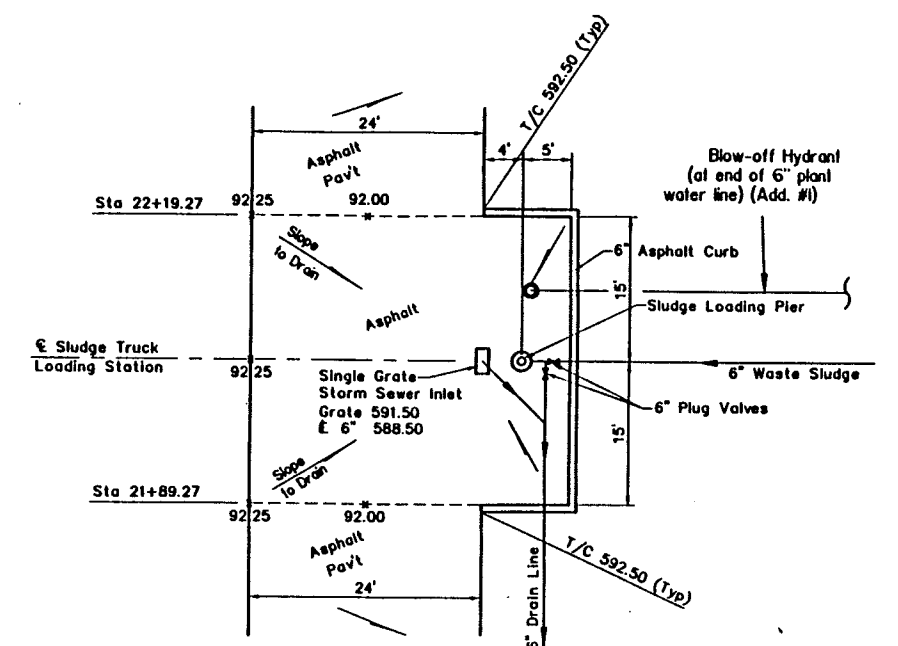 T/C 592.50 (Typ)
24'
4'
5'
Asphalt
Pav't
Blow-off Hydrant
(at end of 6" plant
water line) (Add. #1)
Sta 22+19.27
92.25
92.00
Slope
to Drain
6" Asphalt Curb
15'
Sludge Loading Pier
Asphalt
℄ Sludge Truck
Loading Station
92.25
Single Grate
Storm Sewer Inlet
Grate 591.50
℄ 6" 588.50
6" Waste Sludge
6" Plug Valves
15'
Slope
to Drain
Sta 21+89.27
92.25
92.00
Asphalt
Pav't
T/C 592.50 (Typ)
24'
Drain Line